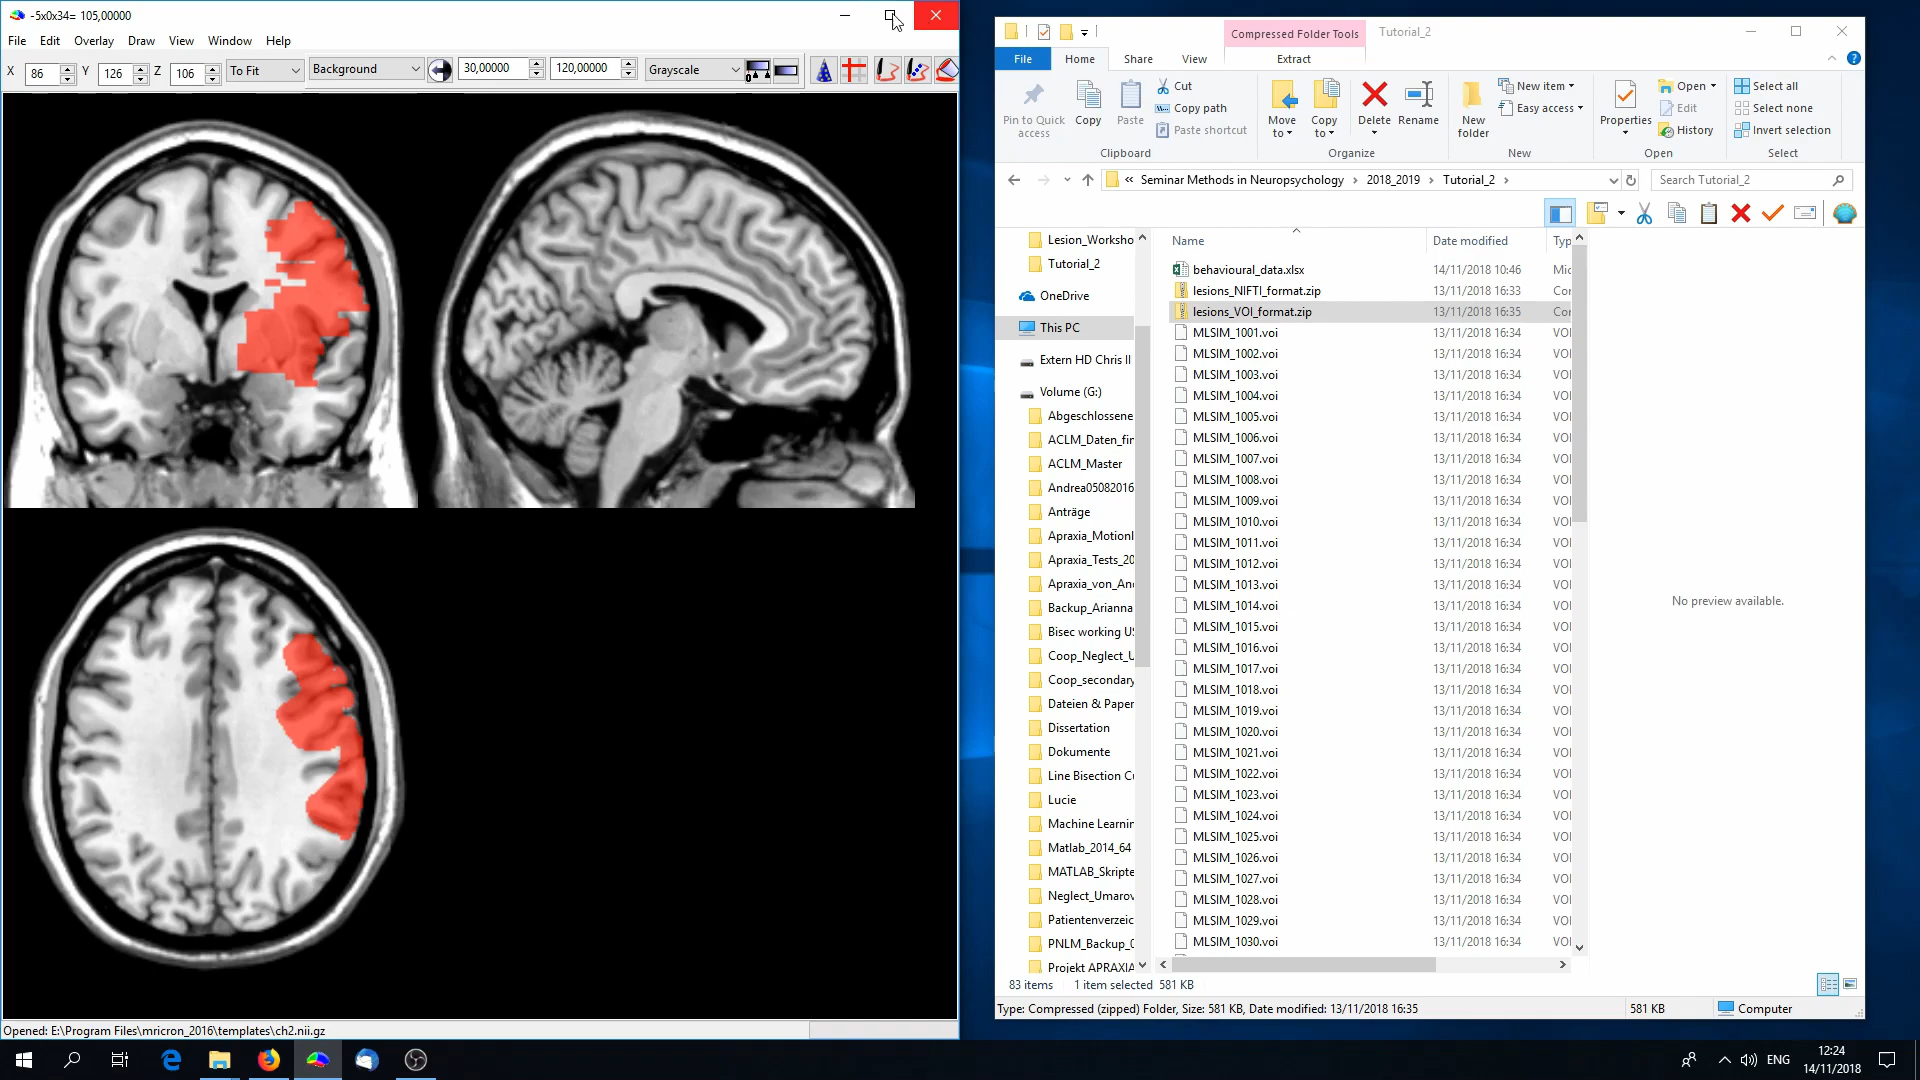 -5x0x34= 105,00000
File Edit Overlay Draw View Window Help
X 86 Y 126 Z 106 To Fit Background 30,00000 120,00000 Grayscale
Opened: E:\Program Files\mricron_2016\templates\ch2.nii.gz
Compressed Folder Tools Tutorial_2
File Home Share View Extract
Pin to Quick access
Copy
Paste
Cut
Copy path
Paste shortcut
Clipboard
Move to
Copy to
Delete
Rename
Organize
New folder
New item
Easy access
New
Properties
Open
Edit
History
Open
Select all
Select none
Invert selection
Select
« Seminar Methods in Neuropsychology 2018_2019 Tutorial_2
Search Tutorial_2
Lesion_Worksho
Tutorial_2
OneDrive
This PC
Extern HD Chris II
Volume (G:)
Abgeschlossene
ACLM_Daten_fin
ACLM_Master
Andrea05082016
Anträge
Apraxia_Motionl
Apraxia_Tests_20
Apraxia_von_And
Backup_Arianna
Bisec working US
Coop_Neglect_U
Coop_secondary
Dateien & Paper
Dissertation
Dokumente
Line Bisection Cu
Lucie
Machine Learnin
Matlab_2014_64
MATLAB_Skripte
Neglect_Umarov
Patientenverzeic
PNLM_Backup_0
Projekt APRAXIA
Name Date modified Typ
behavioural_data.xlsx 14/11/2018 10:46 Mic
lesions_NIFTI_format.zip 13/11/2018 16:33 Cor
lesions_VOI_format.zip 13/11/2018 16:35 Cor
MLSIM_1001.voi 13/11/2018 16:34 VOI
MLSIM_1002.voi 13/11/2018 16:34 VOI
MLSIM_1003.voi 13/11/2018 16:34 VOI
MLSIM_1004.voi 13/11/2018 16:34 VOI
MLSIM_1005.voi 13/11/2018 16:34 VOI
MLSIM_1006.voi 13/11/2018 16:34 VOI
MLSIM_1007.voi 13/11/2018 16:34 VOI
MLSIM_1008.voi 13/11/2018 16:34 VOI
MLSIM_1009.voi 13/11/2018 16:34 VOI
MLSIM_1010.voi 13/11/2018 16:34 VOI
MLSIM_1011.voi 13/11/2018 16:34 VOI
MLSIM_1012.voi 13/11/2018 16:34 VOI
MLSIM_1013.voi 13/11/2018 16:34 VOI
MLSIM_1014.voi 13/11/2018 16:34 VOI
MLSIM_1015.voi 13/11/2018 16:34 VOI
MLSIM_1016.voi 13/11/2018 16:34 VOI
MLSIM_1017.voi 13/11/2018 16:34 VOI
MLSIM_1018.voi 13/11/2018 16:34 VOI
MLSIM_1019.voi 13/11/2018 16:34 VOI
MLSIM_1020.voi 13/11/2018 16:34 VOI
MLSIM_1021.voi 13/11/2018 16:34 VOI
MLSIM_1022.voi 13/11/2018 16:34 VOI
MLSIM_1023.voi 13/11/2018 16:34 VOI
MLSIM_1024.voi 13/11/2018 16:34 VOI
MLSIM_1025.voi 13/11/2018 16:34 VOI
MLSIM_1026.voi 13/11/2018 16:34 VOI
MLSIM_1027.voi 13/11/2018 16:34 VOI
MLSIM_1028.voi 13/11/2018 16:34 VOI
MLSIM_1029.voi 13/11/2018 16:34 VOI
MLSIM_1030.voi 13/11/2018 16:34 VOI
No preview available.
83 items 1 item selected 581 KB
Type: Compressed (zipped) Folder, Size: 581 KB, Date modified: 13/11/2018 16:35 581 KB Computer
ENG
12:24
14/11/2018